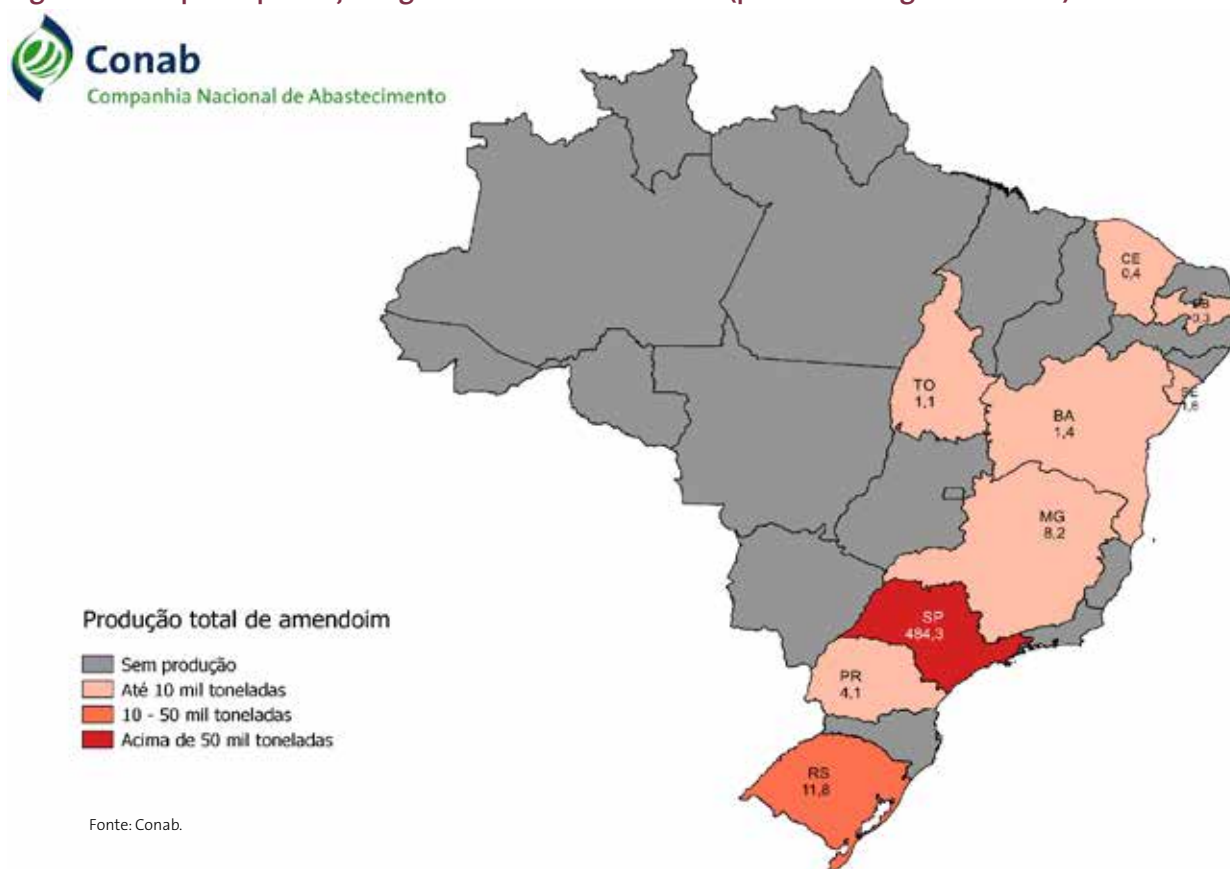 Conab
Companhia Nacional de Abastecimento
CE
0,4
TO
1,1
BA
1,4
MG
8,2
SP
484,3
PR
4,1
RS
11,8
Produção total de amendoim
Sem produção
Até 10 mil toneladas
10 - 50 mil toneladas
Acima de 50 mil toneladas
Fonte: Conab.